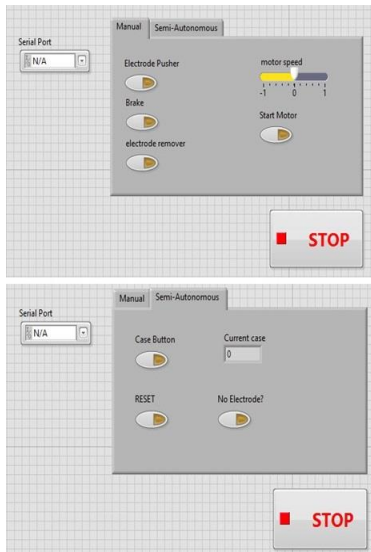 Manual Semi-Autonomous
Serial Port
N/A
Electrode Pusher
motor speed
-1 0 1
Brake
Start Motor
electrode remover
STOP
Manual Semi-Autonomous
Serial Port
N/A
Case Button
Current case
0
RESET
No Electrode?
STOP